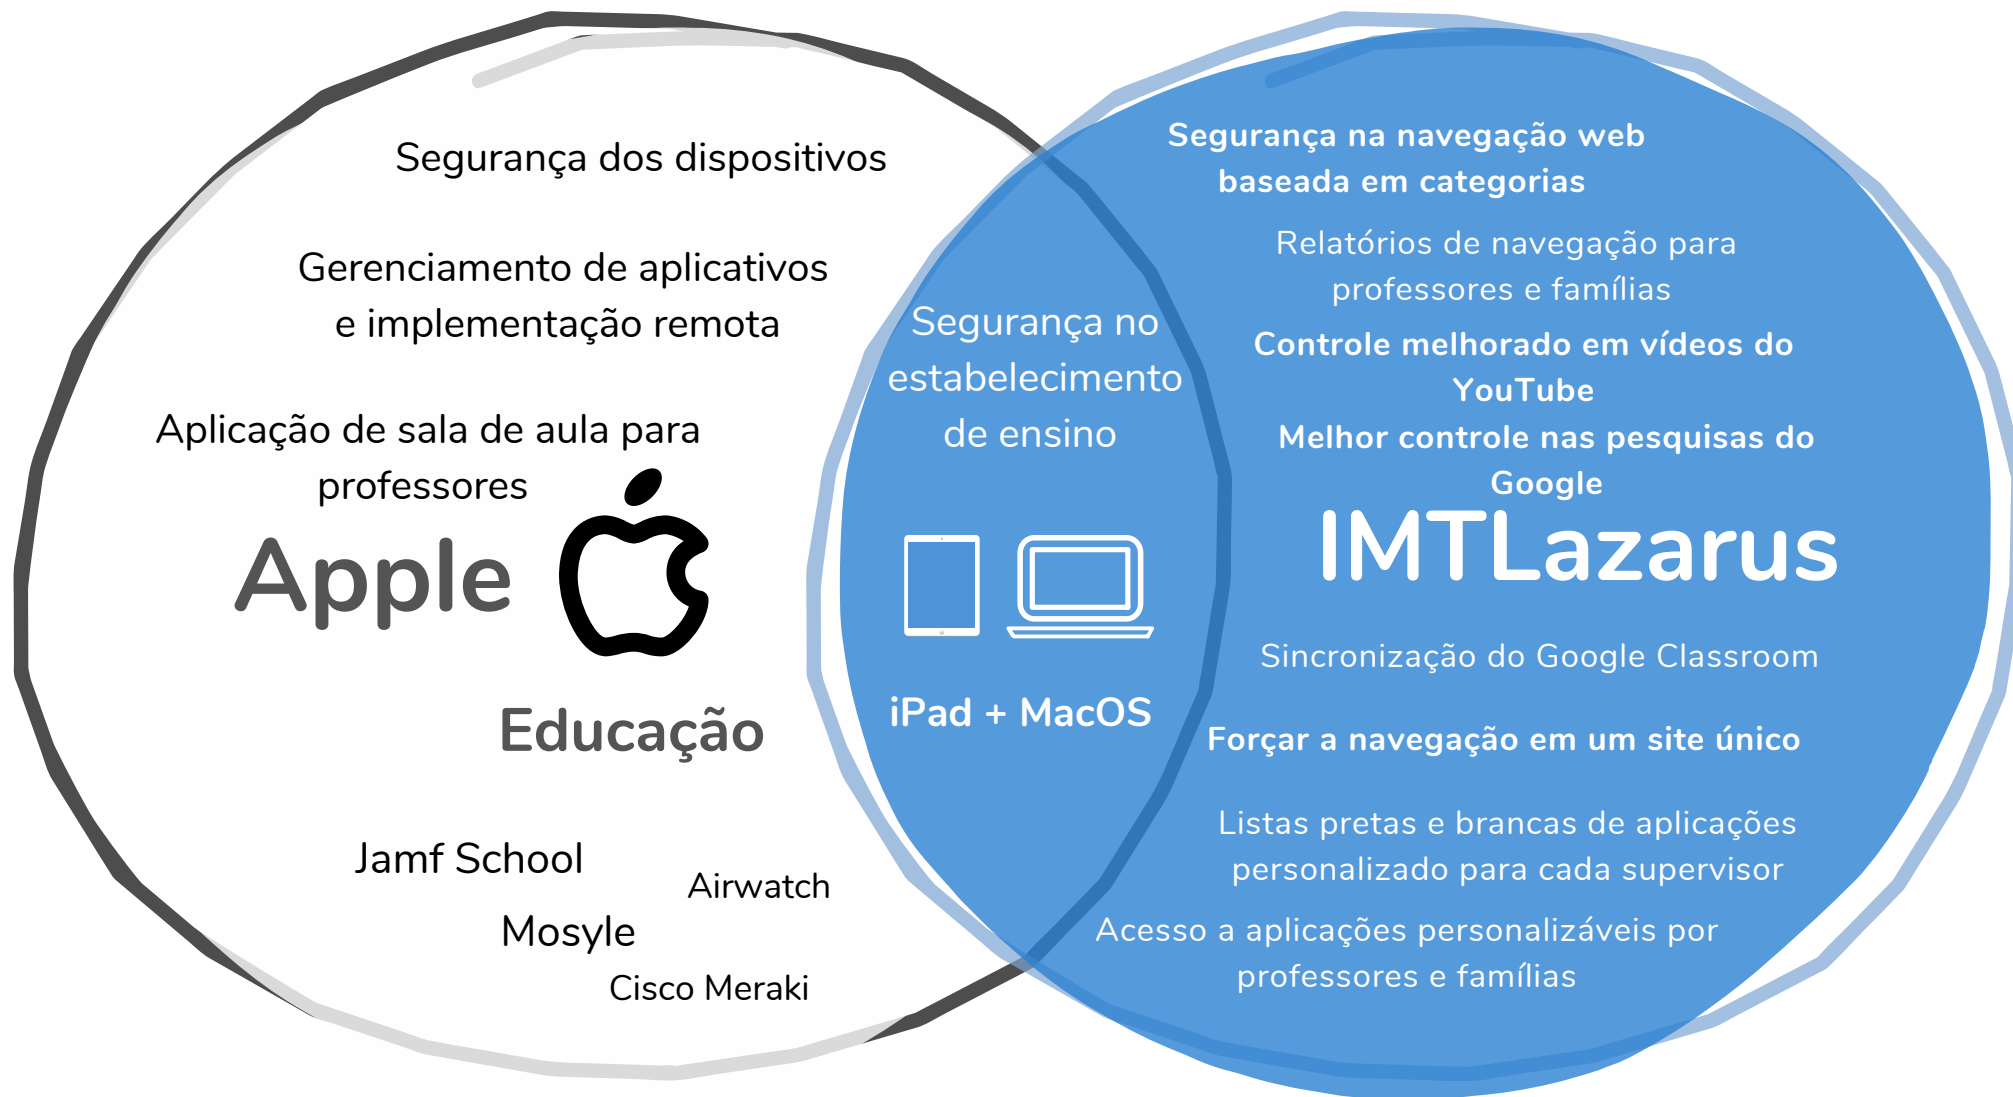 Segurança dos dispositivos
Gerenciamento de aplicativos
e implementação remota
Aplicação de sala de aula para
professores
Apple
Educação
Jamf School
Airwatch
Mosyle
Cisco Meraki
Segurança no
estabelecimento
de ensino
iPad + MacOS
Segurança na navegação web
baseada em categorias
Relatórios de navegação para
professores e famílias
Controle melhorado em vídeos do
YouTube
Melhor controle nas pesquisas do
Google
IMTLazarus
Sincronização do Google Classroom
Forçar a navegação em um site único
Listas pretas e brancas de aplicações
personalizado para cada supervisor
Acesso a aplicações personalizáveis por
professores e famílias